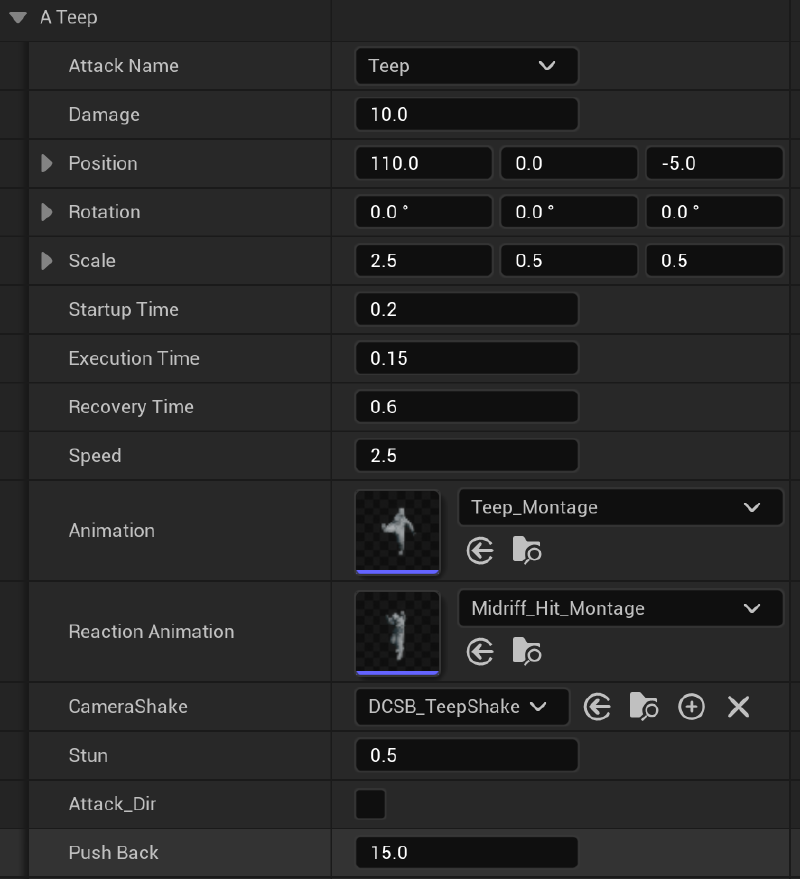 A Teep
Attack Name Teep
Damage 10.0
Position 110.0 0.0 -5.0
Rotation 0.0 ° 0.0 ° 0.0 °
Scale 2.5 0.5 0.5
Startup Time 0.2
Execution Time 0.15
Recovery Time 0.6
Speed 2.5
Animation Teep_Montage
Reaction Animation Midriff_Hit_Montage
CameraShake DCSB_TeepShake
Stun 0.5
Attack_Dir
Push Back 15.0